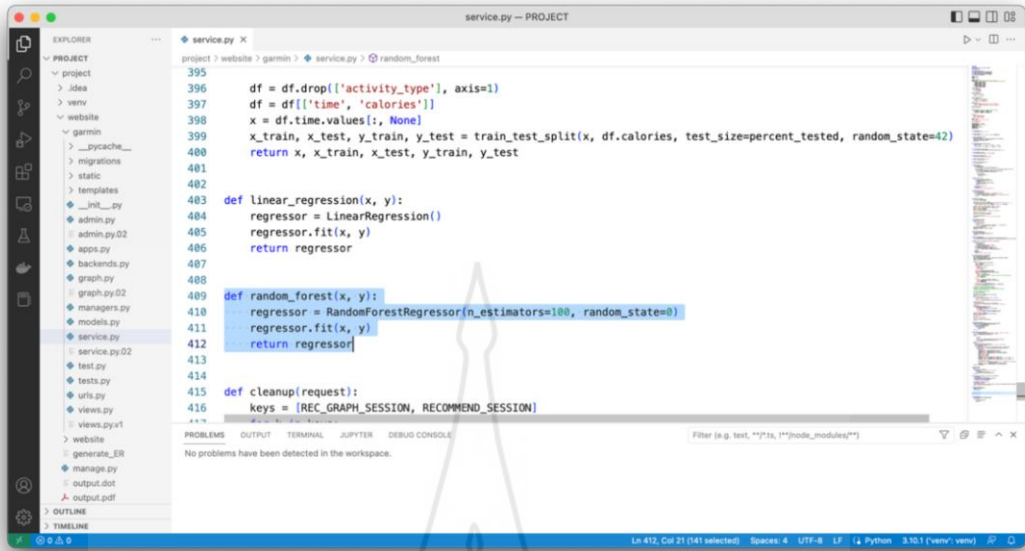 service.py — PROJECT
EXPLORER
PROJECT
project
.idea
venv
website
garmin
__pycache__
migrations
static
templates
__init__.py
admin.py
admin.py.02
apps.py
backends.py
graph.py
graph.py.02
managers.py
models.py
service.py
service.py.02
test.py
tests.py
urls.py
views.py
views.py.v1
website
generate_ER
manage.py
output.dot
output.pdf
OUTLINE
TIMELINE
service.py
project > website > garmin > service.py > random_forest
395
396 df = df.drop(['activity_type'], axis=1)
397 df = df[['time', 'calories']]
398 x = df.time.values[:, None]
399 x_train, x_test, y_train, y_test = train_test_split(x, df.calories, test_size=percent_tested, random_state=42)
400 return x, x_train, x_test, y_train, y_test
401
402
403 def linear_regression(x, y):
404 regressor = LinearRegression()
405 regressor.fit(x, y)
406 return regressor
407
408
409 def random_forest(x, y):
410 regressor = RandomForestRegressor(n_estimators=100, random_state=0)
411 regressor.fit(x, y)
412 return regressor
413
414
415 def cleanup(request):
416 keys = [REC_GRAPH_SESSION, RECOMMEND_SESSION]
PROBLEMS OUTPUT TERMINAL JUPYTER DEBUG CONSOLE
Filter (e.g. text, **/*.ts, !**/node_modules/**)
No problems have been detected in the workspace.
0 0 Ln 412, Col 21 (141 selected) Spaces: 4 UTF-8 LF Python 3.10.1 ('venv': venv)